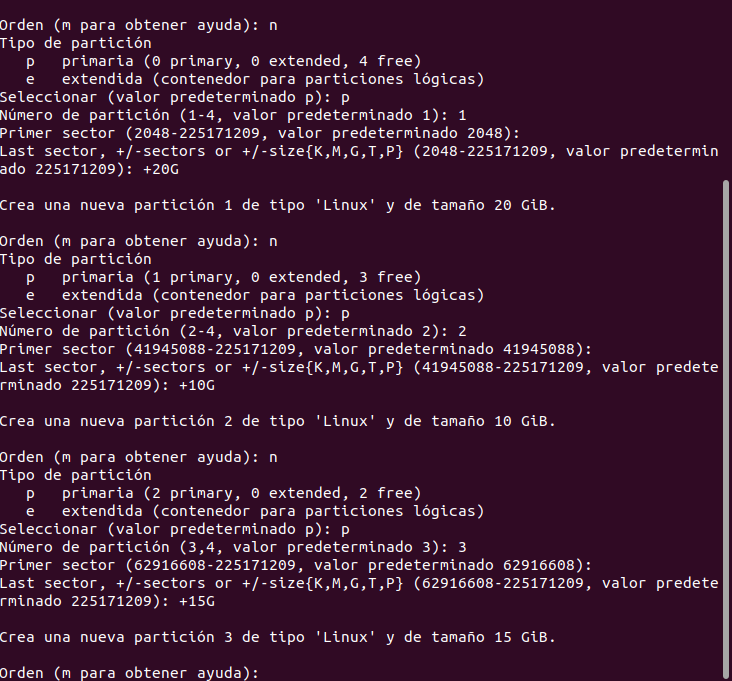 Orden (m para obtener ayuda): n
Tipo de partición
   p   primaria (0 primary, 0 extended, 4 free)
   e   extendida (contenedor para particiones lógicas)
Seleccionar (valor predeterminado p): p
Número de partición (1-4, valor predeterminado 1): 1
Primer sector (2048-225171209, valor predeterminado 2048):
Last sector, +/-sectors or +/-size{K,M,G,T,P} (2048-225171209, valor predetermin
ado 225171209): +20G
Crea una nueva partición 1 de tipo 'Linux' y de tamaño 20 GiB.
Orden (m para obtener ayuda): n
Tipo de partición
   p   primaria (1 primary, 0 extended, 3 free)
   e   extendida (contenedor para particiones lógicas)
Seleccionar (valor predeterminado p): p
Número de partición (2-4, valor predeterminado 2): 2
Primer sector (41945088-225171209, valor predeterminado 41945088):
Last sector, +/-sectors or +/-size{K,M,G,T,P} (41945088-225171209, valor predete
rminado 225171209): +10G
Crea una nueva partición 2 de tipo 'Linux' y de tamaño 10 GiB.
Orden (m para obtener ayuda): n
Tipo de partición
   p   primaria (2 primary, 0 extended, 2 free)
   e   extendida (contenedor para particiones lógicas)
Seleccionar (valor predeterminado p): p
Número de partición (3,4, valor predeterminado 3): 3
Primer sector (62916608-225171209, valor predeterminado 62916608):
Last sector, +/-sectors or +/-size{K,M,G,T,P} (62916608-225171209, valor predete
rminado 225171209): +15G
Crea una nueva partición 3 de tipo 'Linux' y de tamaño 15 GiB.
Orden (m para obtener ayuda):